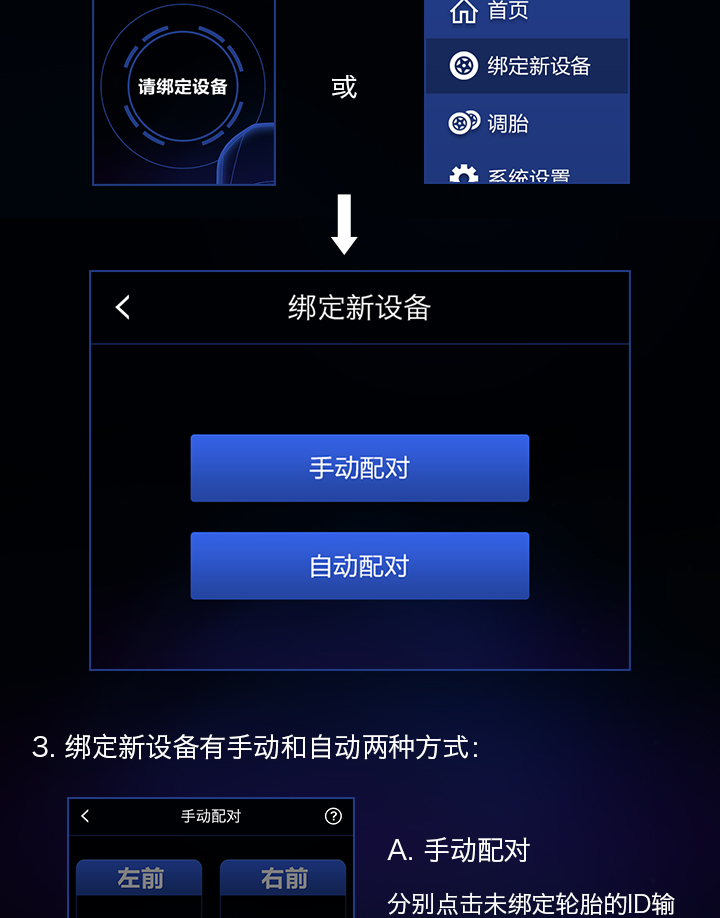 首页
请绑定设备
或
绑定新设备
调胎
系统设置
绑定新设备
手动配对
自动配对
3. 绑定新设备有手动和自动两种方式：
手动配对
?
A. 手动配对
左前
右前
分别点击未绑定轮胎的ID输